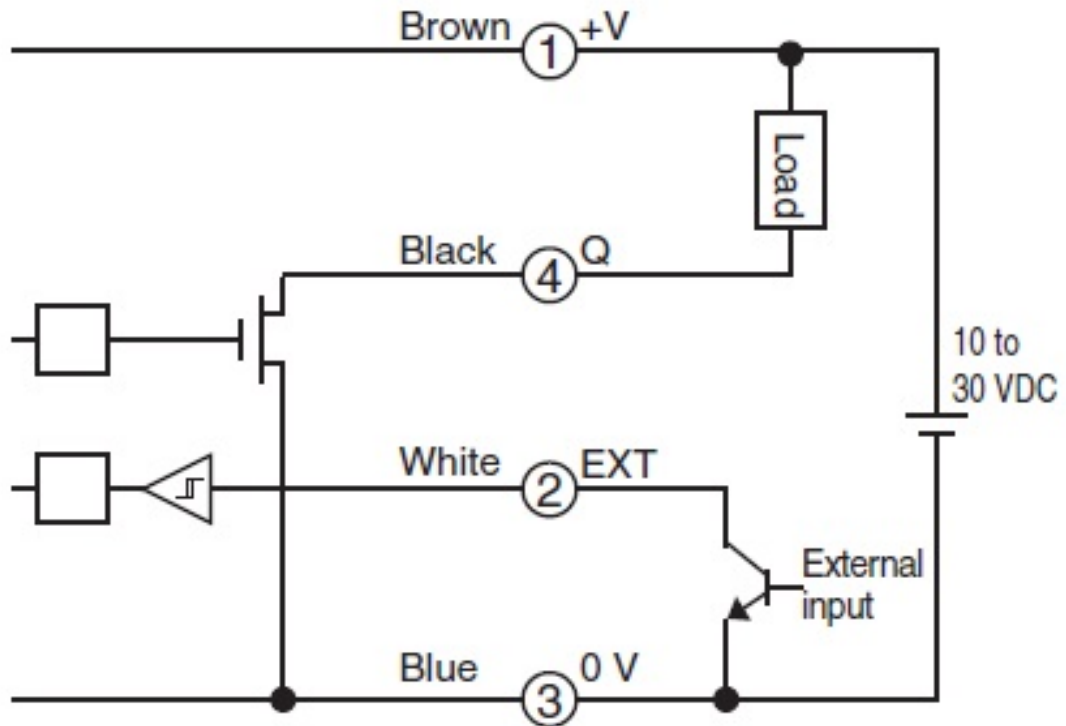 Brown 1 +V
Load
Black 4 Q
10 to
30 VDC
White 2 EXT
External
input
Blue 3 0 V